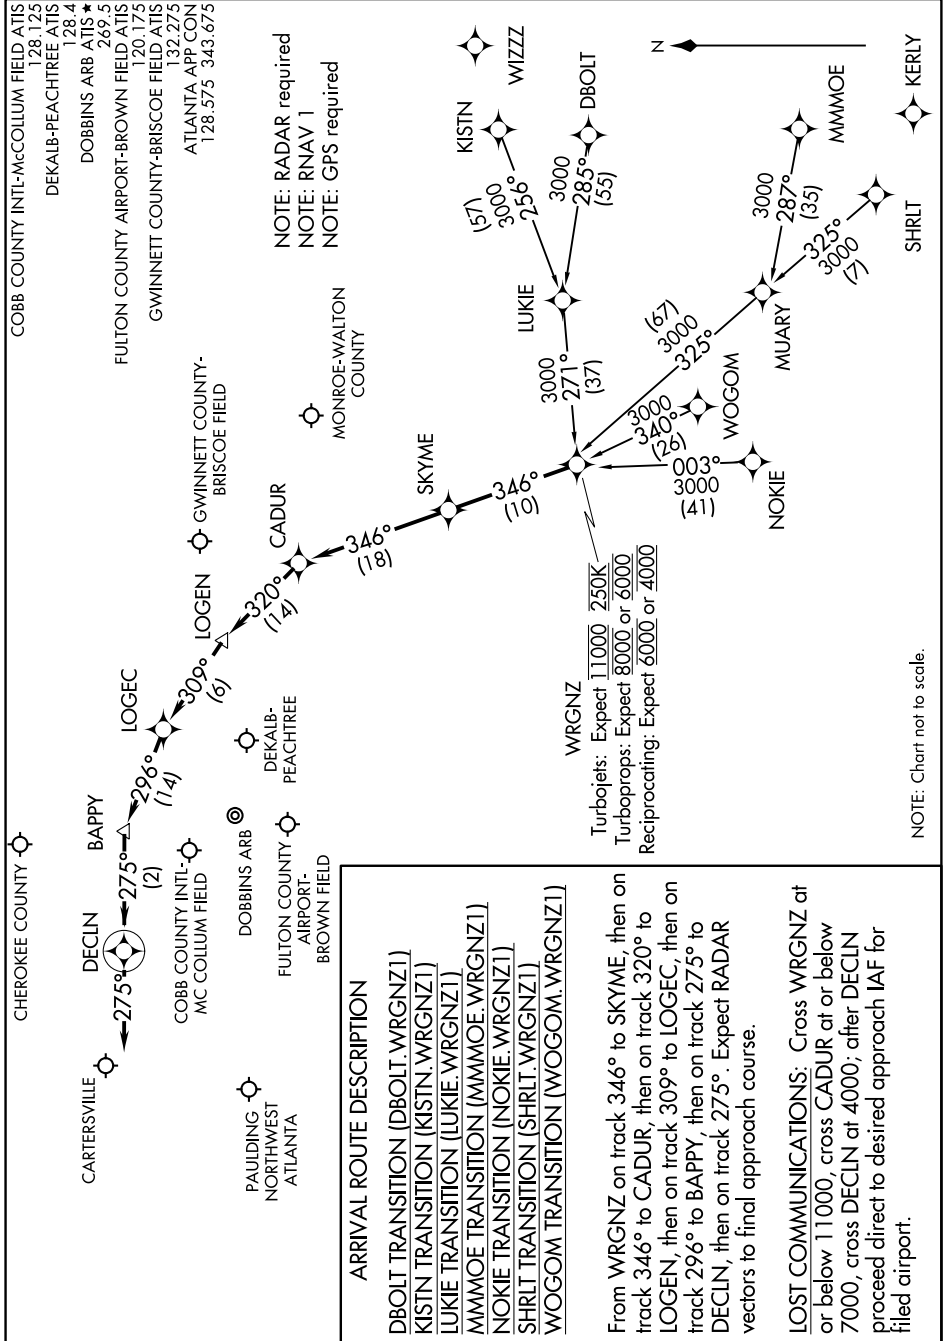 COBB COUNTY INTL-McCOLLUM FIELD ATIS
128.125
DEKALB-PEACHTREE ATIS
128.4
DOBBINS ARB ATIS ★
269.5
FULTON COUNTY AIRPORT-BROWN FIELD ATIS
120.175
GWINNETT COUNTY-BRISCOE FIELD ATIS
132.275
ATLANTA APP CON
128.575 343.675
NOTE: RADAR required
NOTE: RNAV 1
NOTE: GPS required
CHEROKEE COUNTY
CARTERSVILLE
275°
DECLN
275°
(2)
BAPPY
296°
(14)
LOGEC
309°
(6)
LOGEN
320°
(14)
CADUR
346°
(18)
SKYME
346°
(10)
GWINNETT COUNTY-
BRISCOE FIELD
MONROE-WALTON
COUNTY
COBB COUNTY INTL-
MC COLLUM FIELD
DOBBINS ARB
DEKALB-
PEACHTREE
FULTON COUNTY
AIRPORT-
BROWN FIELD
PAULDING
NORTHWEST
ATLANTA
WRGNZ
Turbojets: Expect 11000 250K
Turboprops: Expect 8000 or 6000
Reciprocating: Expect 6000 or 4000
KISTN
WIZZZ
DBOLT
(57)
3000
256°
3000
285°
(55)
LUKIE
3000
271°
(37)
N
MMMOE
KERLY
3000
287°
(35)
325°
3000
(7)
SHRLT
MUARY
(67)
3000
325°
WOGOM
3000
340°
(26)
003°
3000
(41)
NOKIE
NOTE: Chart not to scale.
ARRIVAL ROUTE DESCRIPTION
DBOLT TRANSITION (DBOLT.WRGNZ1)
KISTN TRANSITION (KISTN.WRGNZ1)
LUKIE TRANSITION (LUKIE.WRGNZ1)
MMMOE TRANSITION (MMMOE.WRGNZ1)
NOKIE TRANSITION (NOKIE.WRGNZ1)
SHRLT TRANSITION (SHRLT.WRGNZ1)
WOGOM TRANSITION (WOGOM.WRGNZ1)
From WRGNZ on track 346° to SKYME, then on
track 346° to CADUR, then on track 320° to
LOGEN, then on track 309° to LOGEC, then on
track 296° to BAPPY, then on track 275° to
DECLN, then on track 275°. Expect RADAR
vectors to final approach course.
LOST COMMUNICATIONS: Cross WRGNZ at
or below 11000, cross CADUR at or below
7000, cross DECLN at 4000; after DECLN
proceed direct to desired approach IAF for
filed airport.